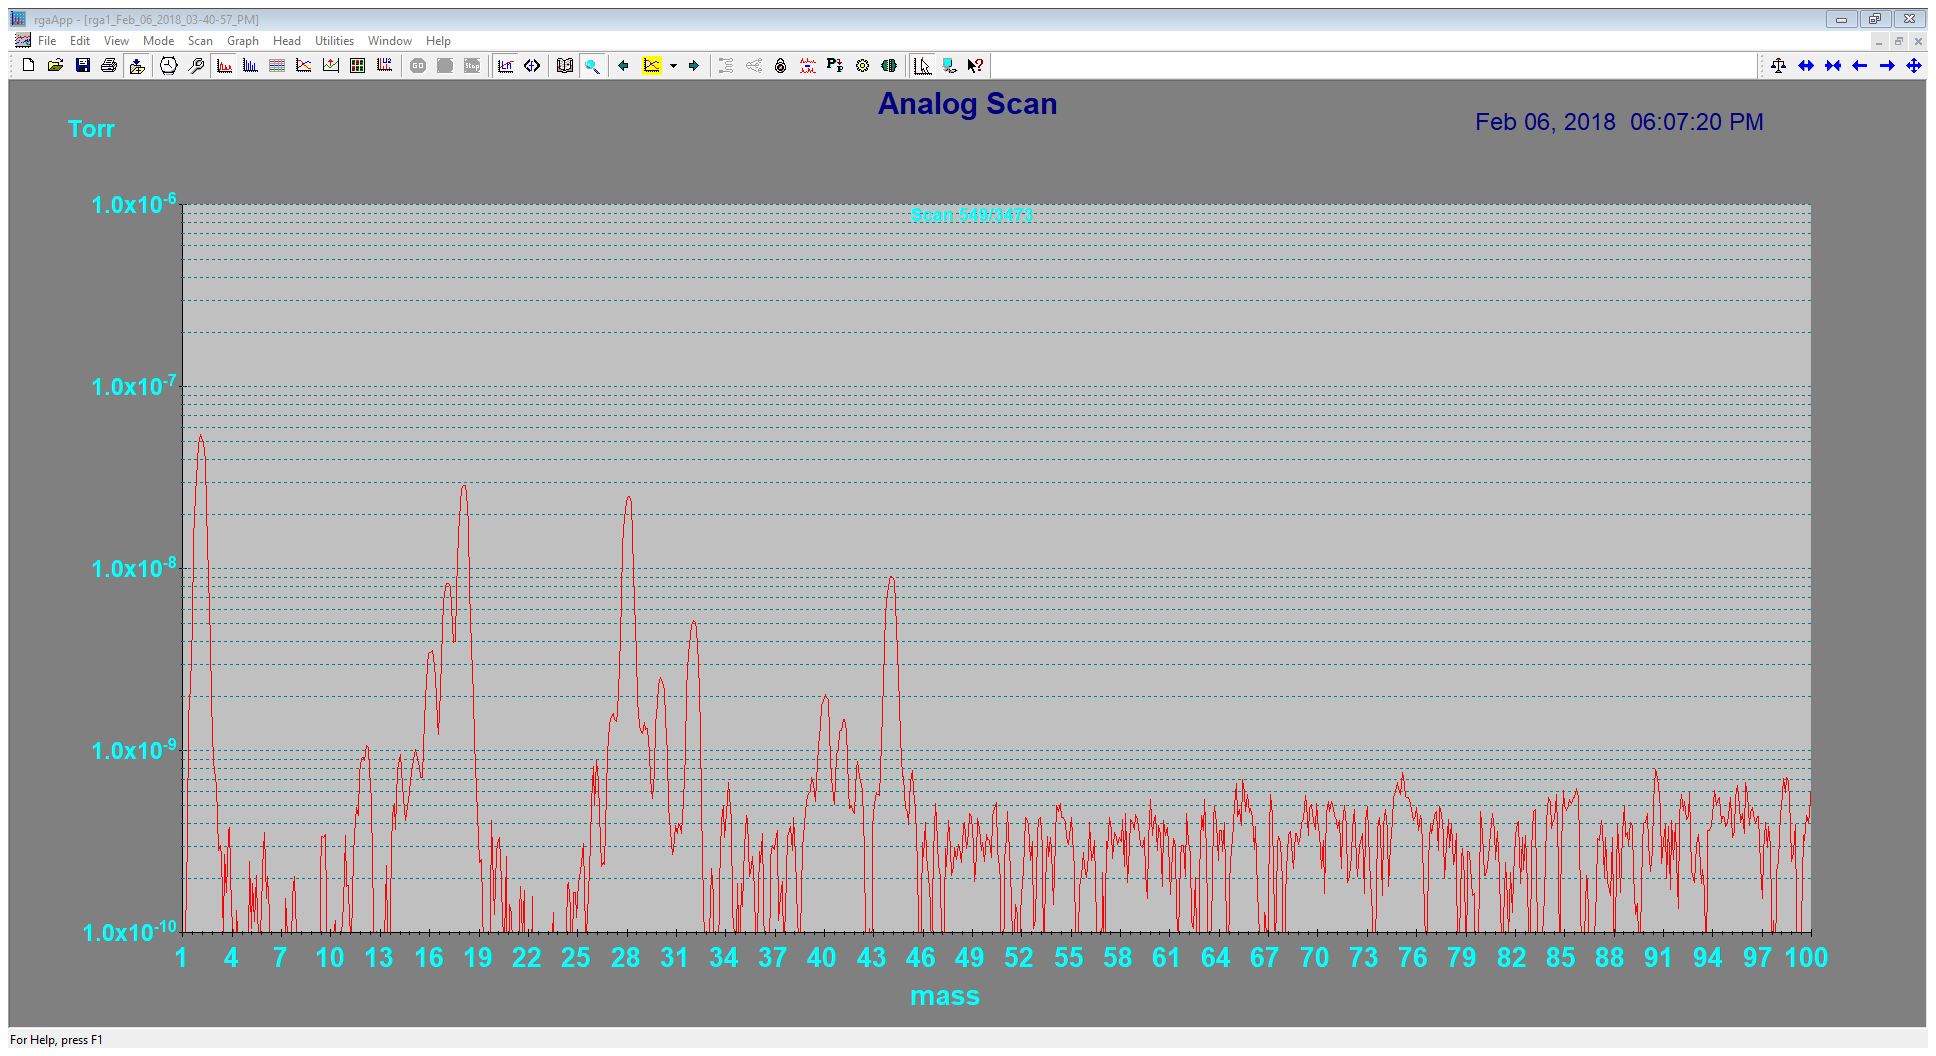 rgaApp - [rga1_Feb_06_2018_03-40-57_PM]
File Edit View Mode Scan Graph Head Utilities Window Help
GO Stop
Analog Scan
Torr
Feb 06, 2018 06:07:20 PM
1.0x10-6
Scan 549/3473
1.0x10-7
1.0x10-8
1.0x10-9
1.0x10-10
1 4 7 10 13 16 19 22 25 28 31 34 37 40 43 46 49 52 55 58 61 64 67 70 73 76 79 82 85 88 91 94 97 100
mass
For Help, press F1